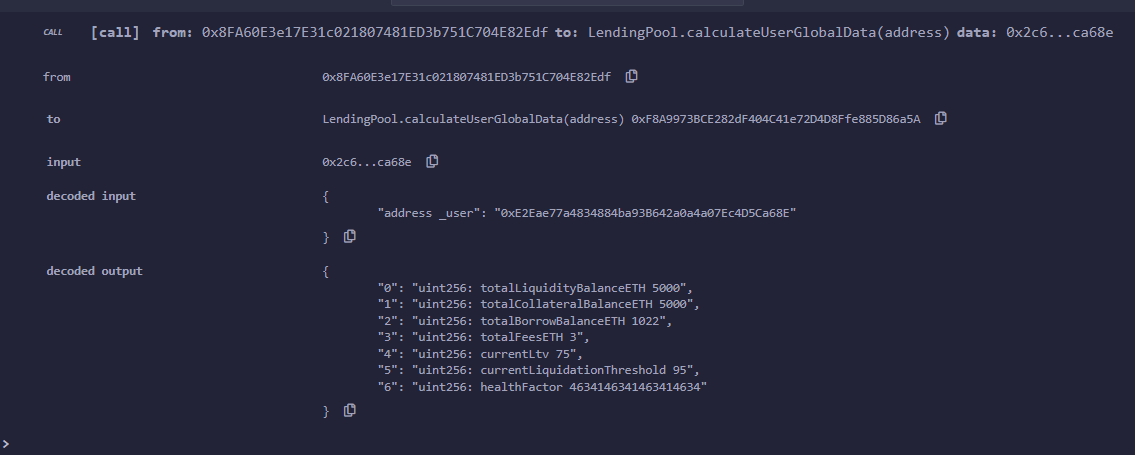 CALL [call] from: 0x8FA60E3e17E31c021807481ED3b751C704E82Edf to: LendingPool.calculateUserGlobalData(address) data: 0x2c6...ca68e
from 0x8FA60E3e17E31c021807481ED3b751C704E82Edf
to LendingPool.calculateUserGlobalData(address) 0xF8A9973BCE282dF404C41e72D4D8Ffe885D86a5A
input 0x2c6...ca68e
decoded input {
"address _user": "0xE2Eae77a4834884ba93B642a0a4a07Ec4D5Ca68E"
}
decoded output {
"0": "uint256: totalLiquidityBalanceETH 5000",
"1": "uint256: totalCollateralBalanceETH 5000",
"2": "uint256: totalBorrowBalanceETH 1022",
"3": "uint256: totalFeesETH 3",
"4": "uint256: currentLtv 75",
"5": "uint256: currentLiquidationThreshold 95",
"6": "uint256: healthFactor 4634146341463414634"
}
>